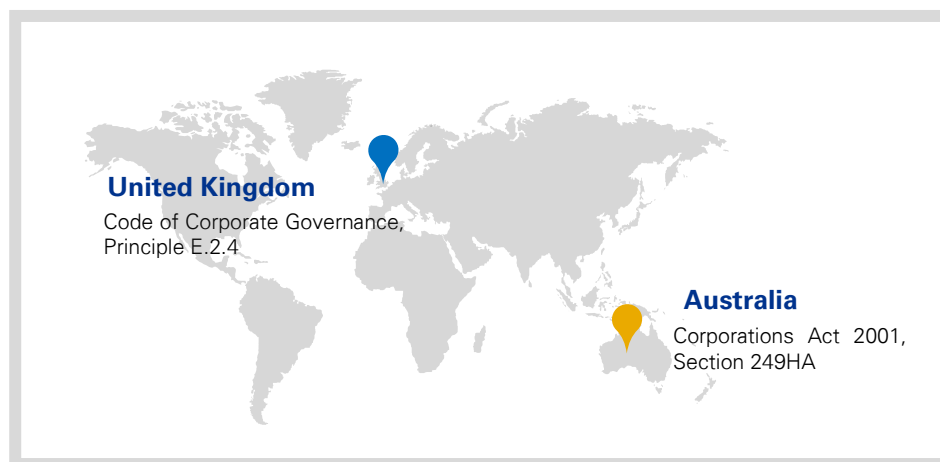 United Kingdom
Code of Corporate Governance,
Principle E.2.4
Australia
Corporations Act 2001,
Section 249HA